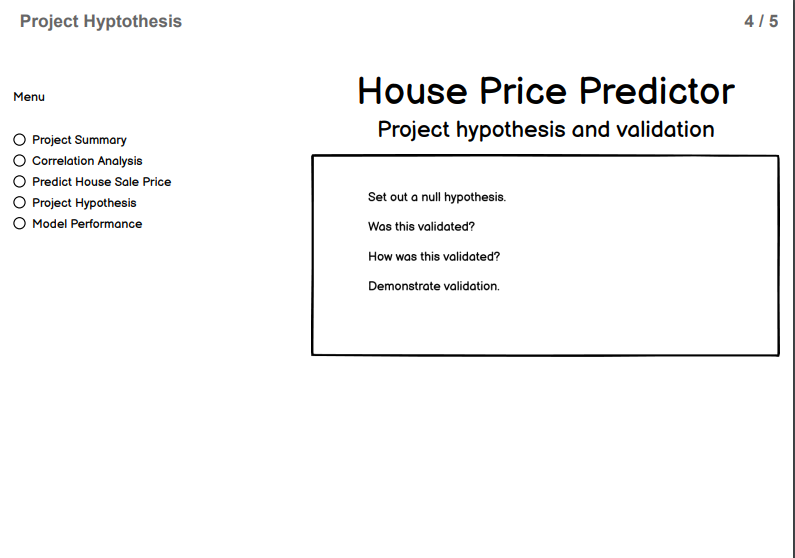 Project Hyptothesis
4 / 5
Menu
Project Summary
Correlation Analysis
Predict House Sale Price
Project Hypothesis
Model Performance
House Price Predictor
Project hypothesis and validation
Set out a null hypothesis.
Was this validated?
How was this validated?
Demonstrate validation.